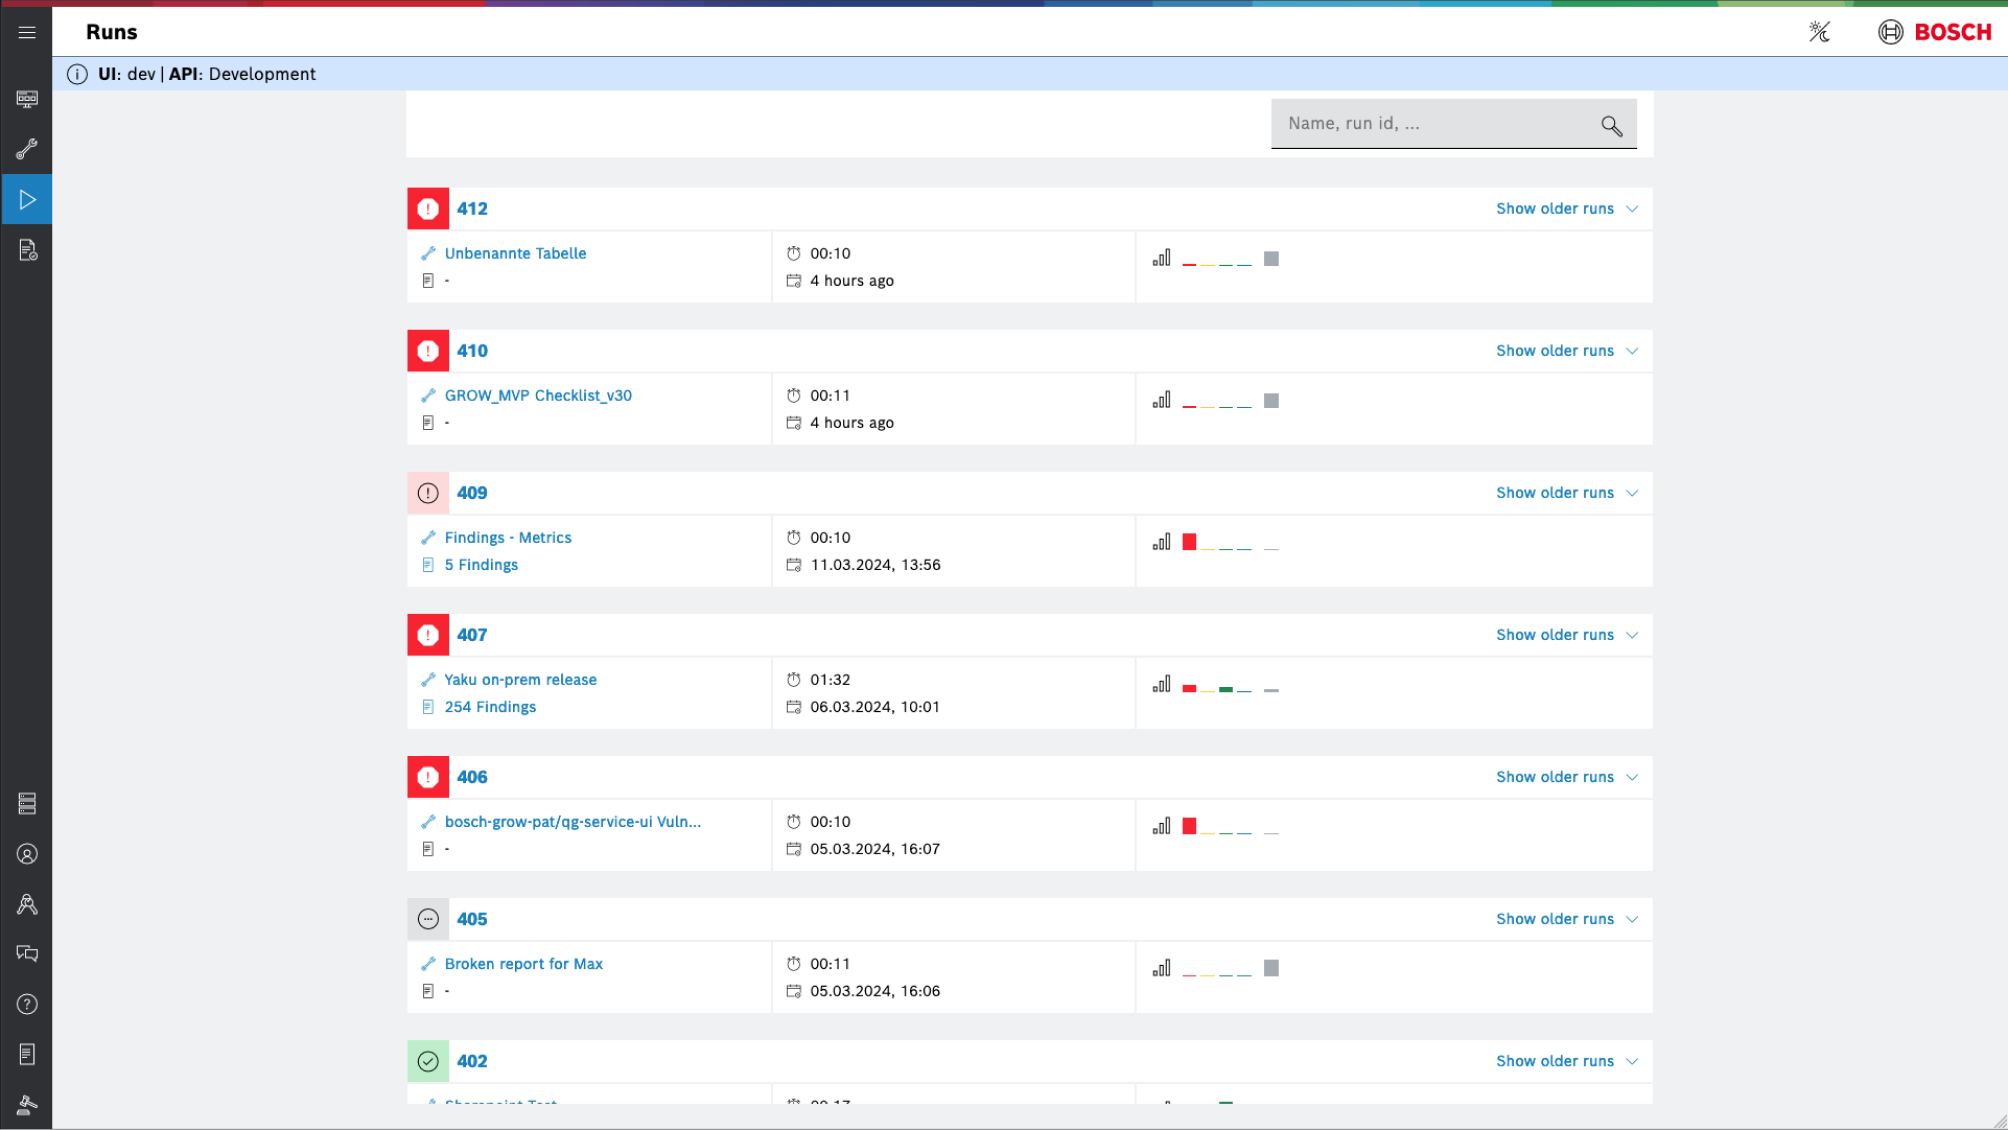 Runs
BOSCH
UI: dev | API: Development
Name, run id, ...
412
Show older runs
Unbenannte Tabelle
00:10
-
4 hours ago
410
Show older runs
GROW_MVP Checklist_v30
00:11
-
4 hours ago
409
Show older runs
Findings - Metrics
00:10
5 Findings
11.03.2024, 13:56
407
Show older runs
Yaku on-prem release
01:32
254 Findings
06.03.2024, 10:01
406
Show older runs
bosch-grow-pat/qg-service-ui Vuln...
00:10
-
05.03.2024, 16:07
405
Show older runs
Broken report for Max
00:11
-
05.03.2024, 16:06
402
Show older runs
Sharepoint Test
00:17